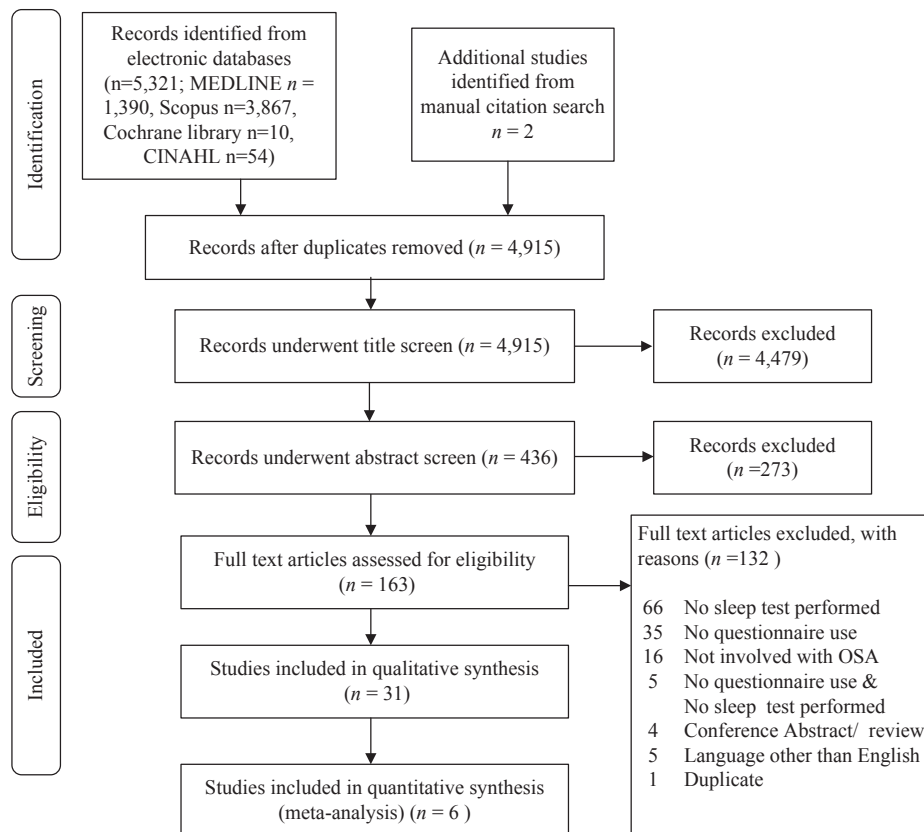 Identification
Records identified from
electronic databases
(n=5,321; MEDLINE n =
1,390, Scopus n=3,867,
Cochrane library n=10,
CINAHL n=54)
Additional studies
identified from
manual citation search
n = 2
Records after duplicates removed (n = 4,915)
Screening
Records underwent title screen (n = 4,915)
Records excluded
(n = 4,479)
Eligibility
Records underwent abstract screen (n = 436)
Records excluded
(n =273)
Included
Full text articles assessed for eligibility
(n = 163)
Full text articles excluded, with
reasons (n =132 )
66 No sleep test performed
35 No questionnaire use
16 Not involved with OSA
5 No questionnaire use &
No sleep test performed
4 Conference Abstract/ review
5 Language other than English
1 Duplicate
Studies included in qualitative synthesis
(n = 31)
Studies included in quantitative synthesis
(meta-analysis) (n = 6 )